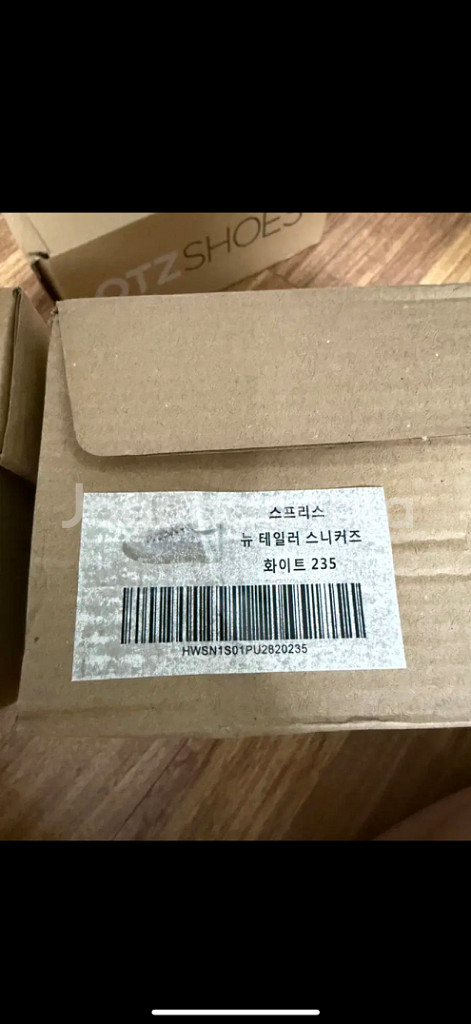 OTZSHOES
스프리스
뉴 테일러 스니커즈
화이트 235
HWSN1S01PU2820235